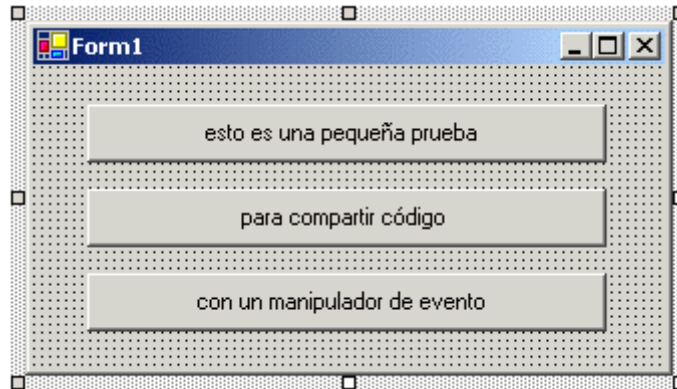 Form1
esto es una pequeña prueba
para compartir código
con un manipulador de evento